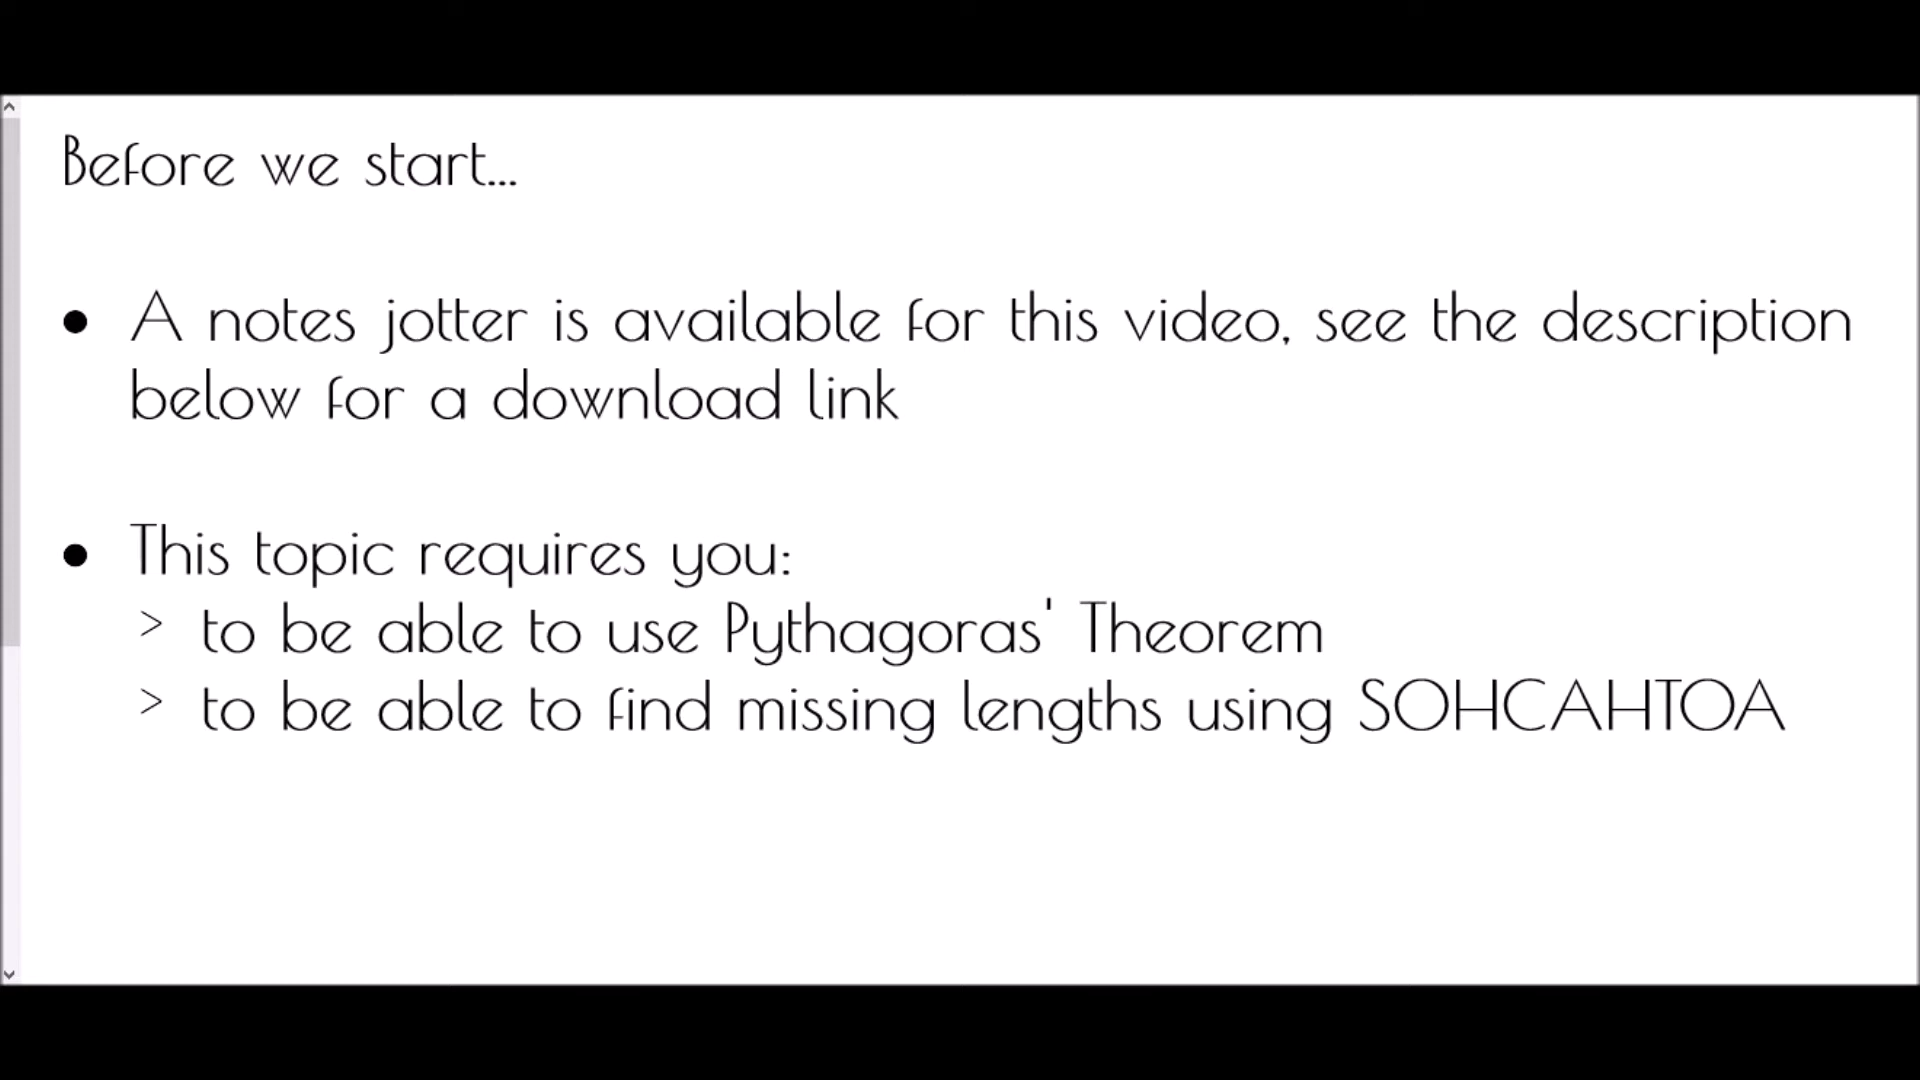 Before we start...
● A notes jotter is available for this video, see the description
below for a download link
● This topic requires you:
> to be able to use Pythagoras' Theorem
> to be able to find missing lengths using SOHCAHTOA